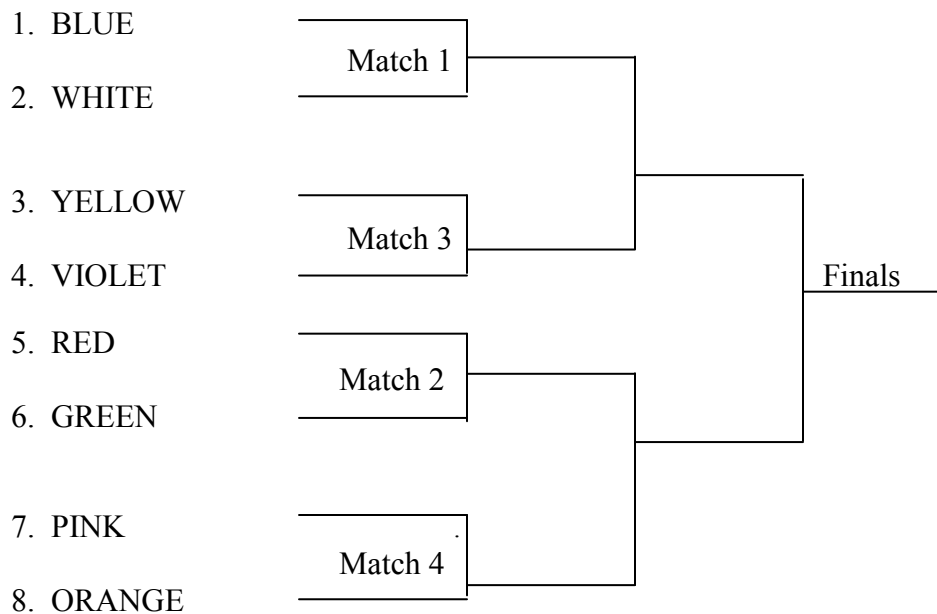 1. BLUE
Match 1
2. WHITE
3. YELLOW
Match 3
4. VIOLET
Finals
5. RED
Match 2
6. GREEN
7. PINK
Match 4
8. ORANGE